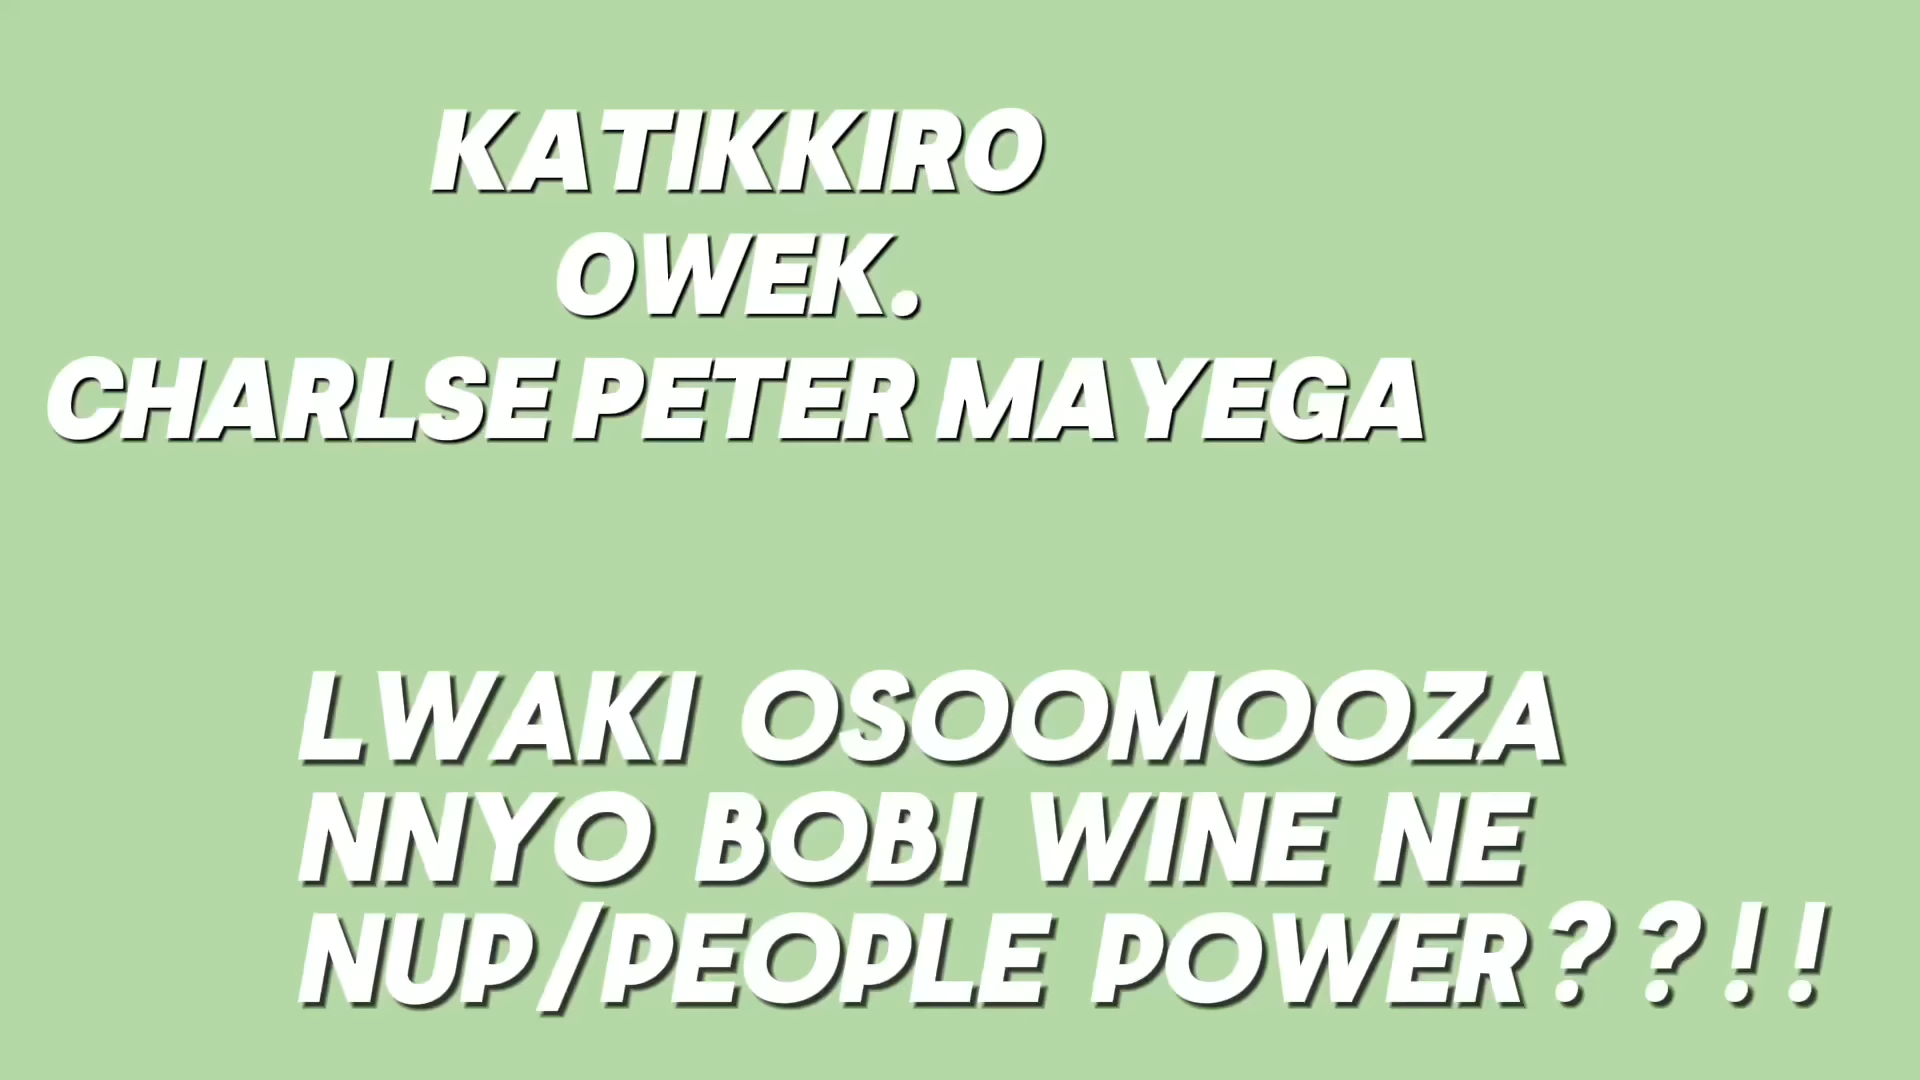 KATIKKIRO
OWEK.
CHARLSE PETER MAYEGA
LWAKI OSOOMOOZA
NNYO BOBI WINE NE
NUP/PEOPLE POWER??!!